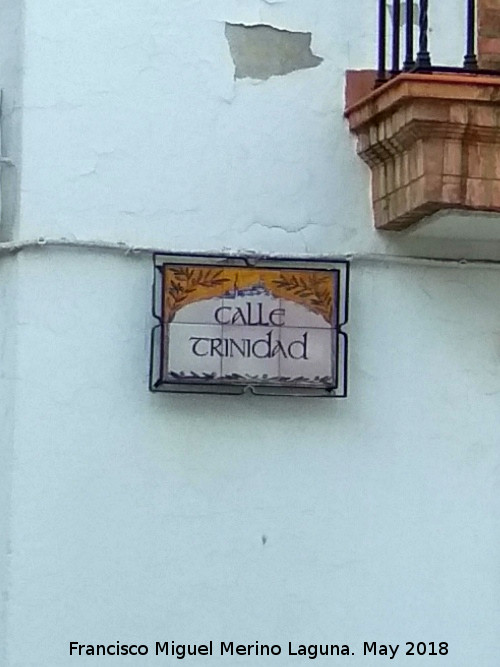 CALLE
TRINIDAD
Francisco Miguel Merino Laguna. May 2018